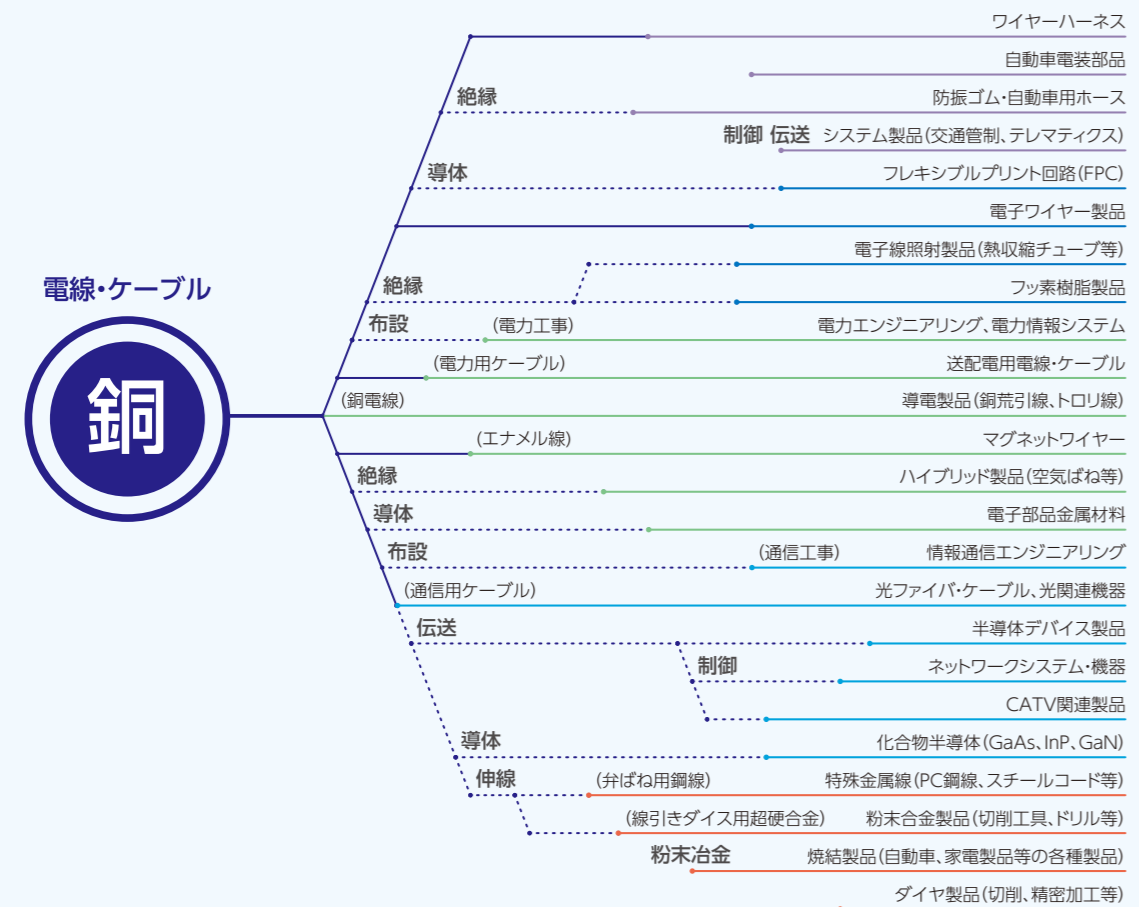 電線・ケーブル
銅
ワイヤーハーネス
自動車電装部品
絶縁 防振ゴム・自動車用ホース
制御 伝送 システム製品(交通管制、テレマティクス)
導体 フレキシブルプリント回路(FPC)
電子ワイヤー製品
電子線照射製品(熱収縮チューブ等)
絶縁 フッ素樹脂製品
布設 (電力工事) 電力エンジニアリング、電力情報システム
(電力用ケーブル) 送配電用電線・ケーブル
(銅電線) 導電製品(銅荒引線、トロリ線)
(エナメル線) マグネットワイヤー
絶縁 ハイブリッド製品(空気ばね等)
導体 電子部品金属材料
布設 (通信工事) 情報通信エンジニアリング
(通信用ケーブル) 光ファイバ・ケーブル、光関連機器
伝送 半導体デバイス製品
制御 ネットワークシステム・機器
CATV関連製品
導体 化合物半導体(GaAs、InP、GaN)
伸線 (弁ばね用鋼線) 特殊金属線(PC鋼線、スチールコード等)
(線引きダイス用超硬合金) 粉末合金製品(切削工具、ドリル等)
粉末冶金 焼結製品(自動車、家電製品等の各種製品)
ダイヤ製品(切削、精密加工等)